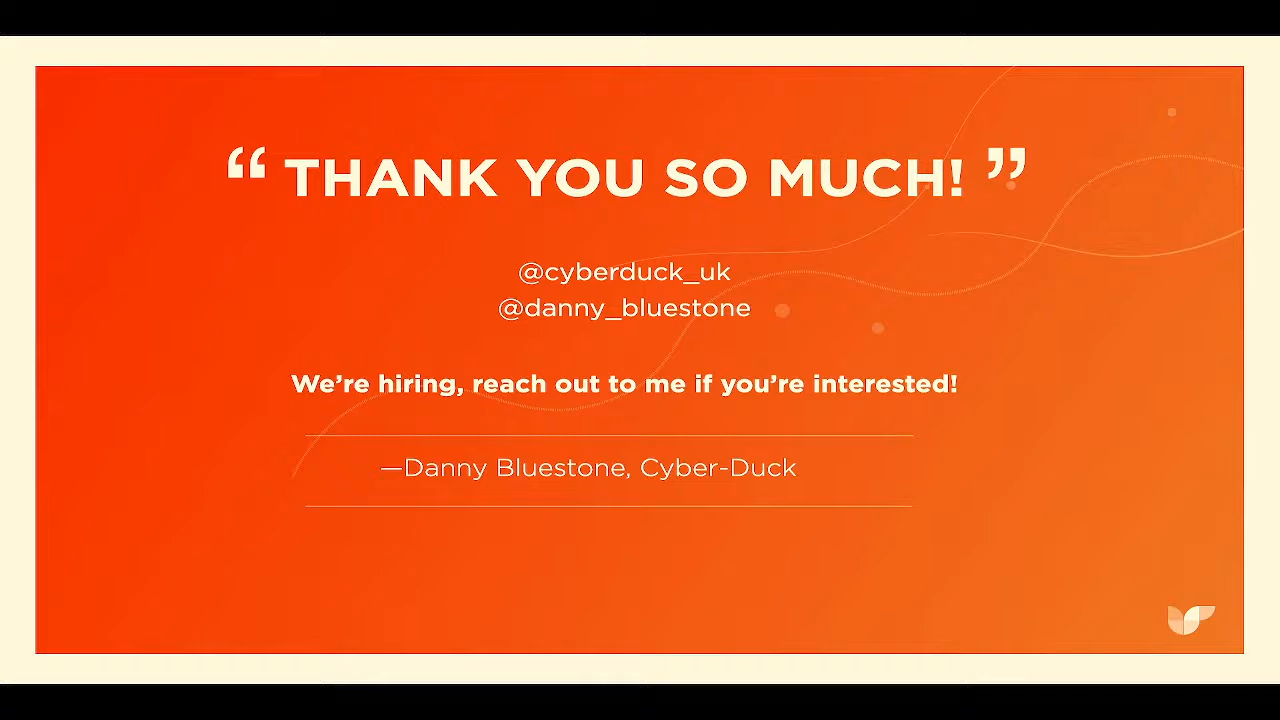 “ THANK YOU SO MUCH! ”
@cyberduck_uk
@danny_bluestone
We’re hiring, reach out to me if you’re interested!
—Danny Bluestone, Cyber-Duck